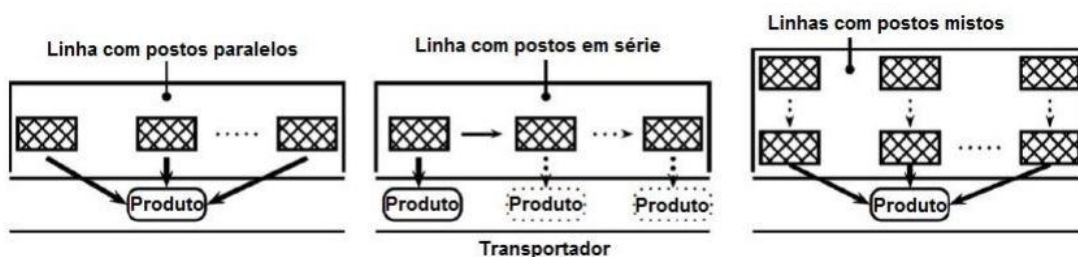 Linha com postos paralelos
Produto
Linha com postos em série
Produto
Produto
Produto
Transportador
Linhas com postos mistos
Produto